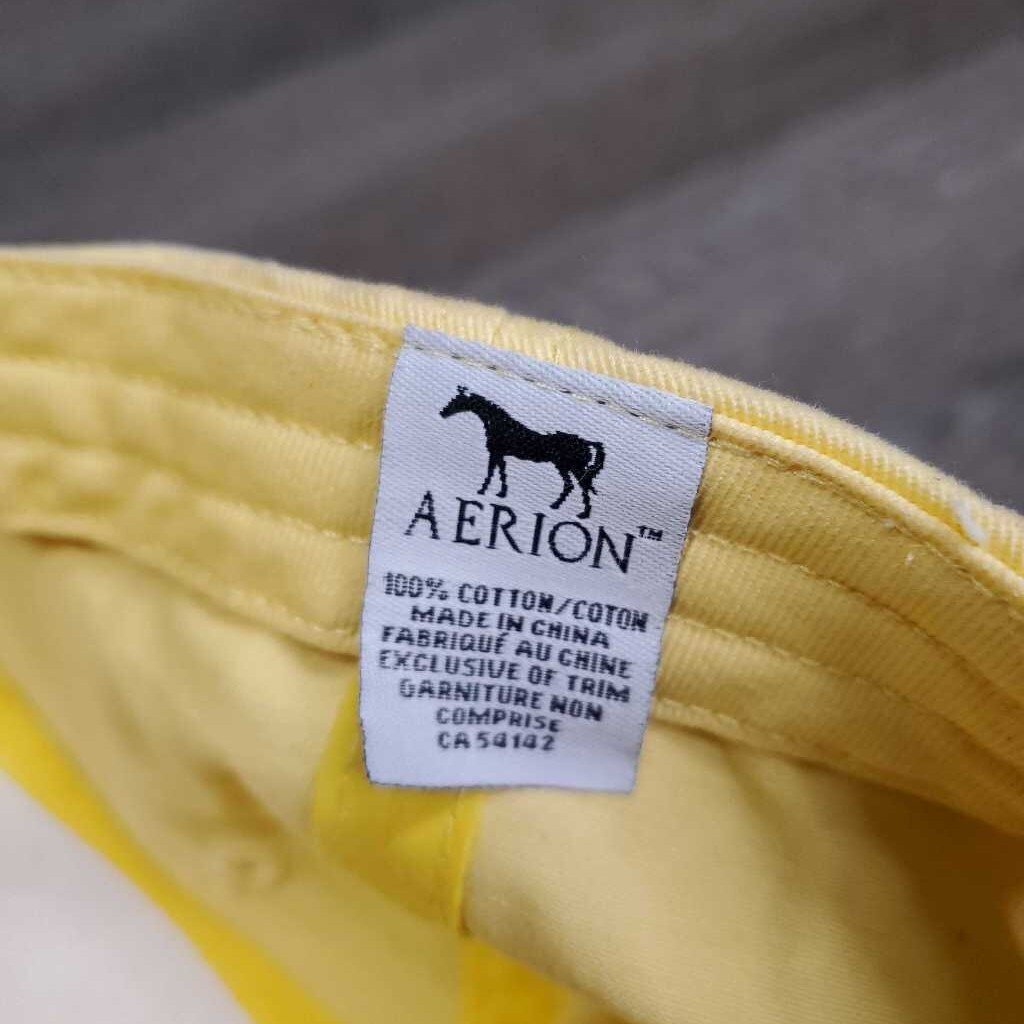 AERION™
100% COTTON/COTON
MADE IN CHINA
FABRIQUÉ AU CHINE
EXCLUSIVE OF TRIM
GARNITURE NON
COMPRISE
CA 54142